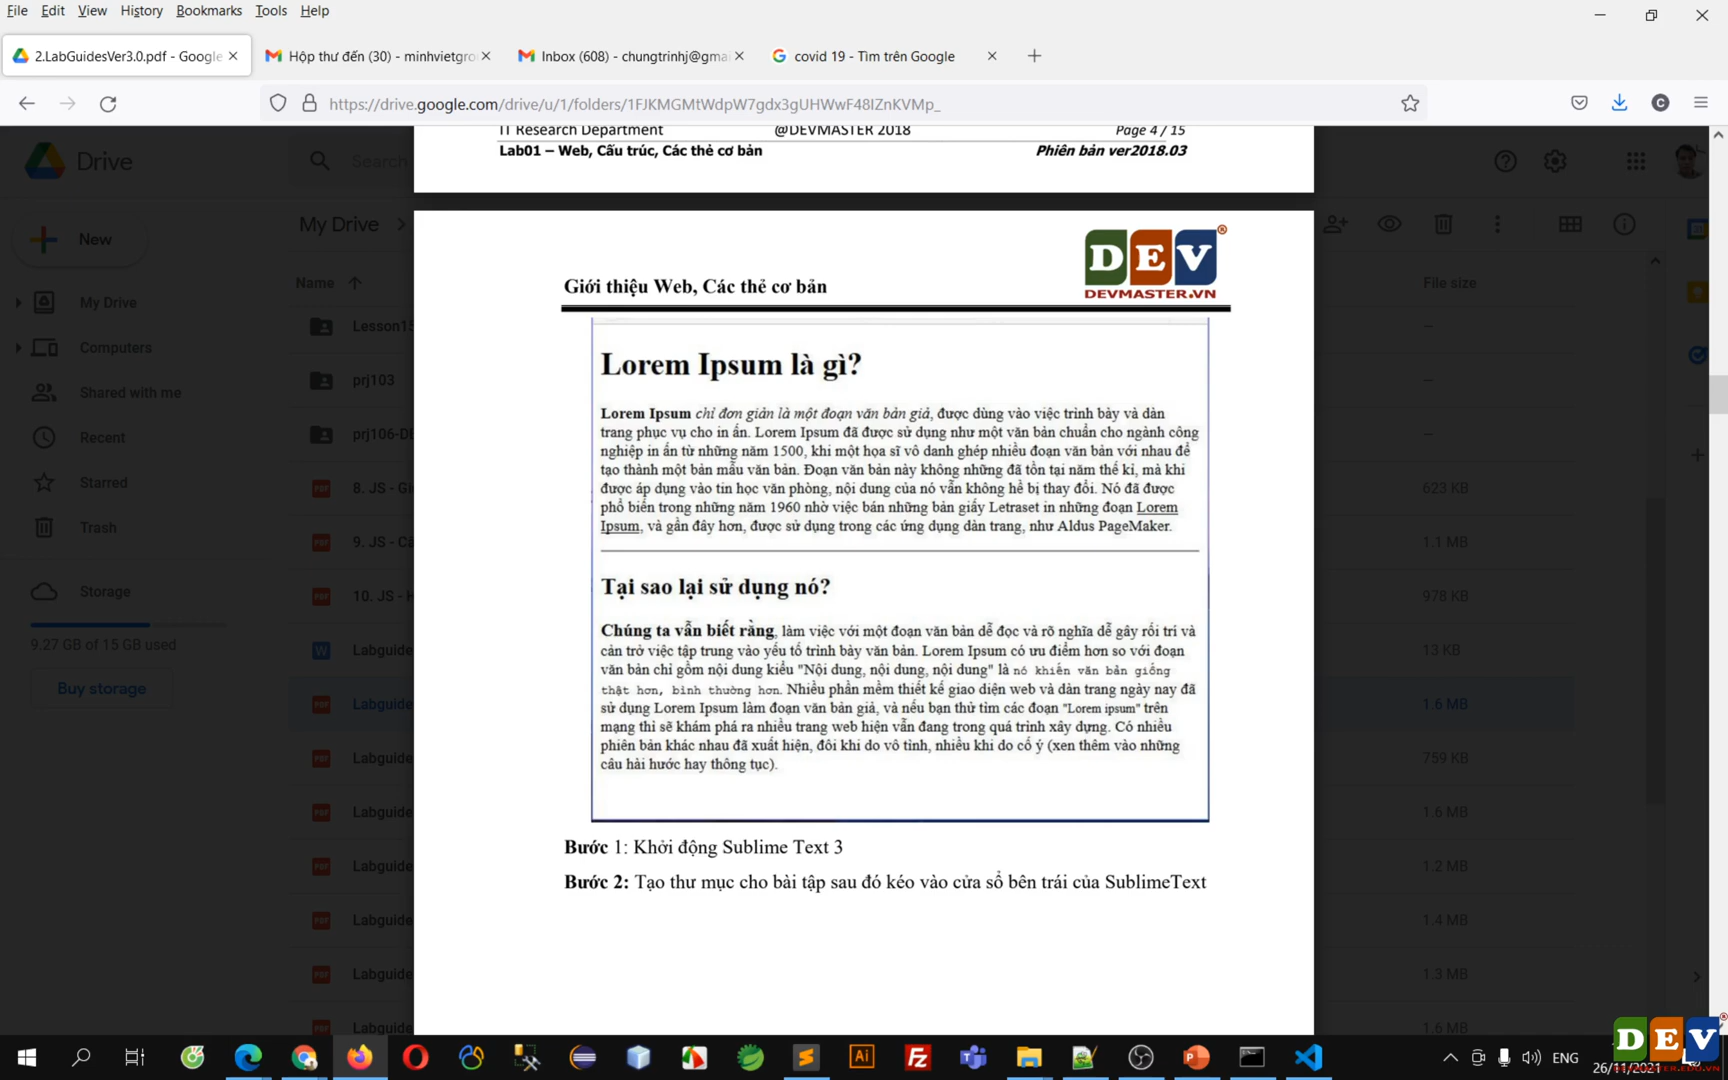 File Edit View History Bookmarks Tools Help
2.LabGuidesVer3.0.pdf - Google
Hộp thư đến (30) - minhvietgro
Inbox (608) - chungtrinhj@gmai
covid 19 - Tìm trên Google
https://drive.google.com/drive/u/1/folders/1FJKMGMtWdpW7gdx3gUHWwF48IZnKVMp_
IT Research Department @DEVMASTER 2018 Page 4 / 15
Lab01 – Web, Cấu trúc, Các thẻ cơ bản Phiên bản ver2018.03
Drive
Search
New
My Drive
Computers
Shared with me
Recent
Starred
Trash
Storage
9.27 GB of 15 GB used
Buy storage
My Drive
Name
File size
Lesson15
–
prj103
–
prj106-DE
–
8. JS - Gi
623 KB
9. JS - Câ
1.1 MB
10. JS - H
978 KB
Labguide
13 KB
Labguide
1.6 MB
Labguide
759 KB
Labguide
1.6 MB
Labguide
1.2 MB
Labguide
1.4 MB
Labguide
1.3 MB
Labguide
1.6 MB
DEV
DEVMASTER.VN
Giới thiệu Web, Các thẻ cơ bản
Lorem Ipsum là gì?
Lorem Ipsum chỉ đơn giản là một đoạn văn bản giả, được dùng vào việc trình bày và dàn
trang phục vụ cho in ấn. Lorem Ipsum đã được sử dụng như một văn bản chuẩn cho ngành công
nghiệp in ấn từ những năm 1500, khi một họa sĩ vô danh ghép nhiều đoạn văn bản với nhau để
tạo thành một bản mẫu văn bản. Đoạn văn bản này không những đã tồn tại năm thế kỉ, mà khi
được áp dụng vào tin học văn phòng, nội dung của nó vẫn không hề bị thay đổi. Nó đã được
phổ biến trong những năm 1960 nhờ việc bán những bản giấy Letraset in những đoạn Lorem
Ipsum, và gần đây hơn, được sử dụng trong các ứng dụng dàn trang, như Aldus PageMaker.
Tại sao lại sử dụng nó?
Chúng ta vẫn biết rằng, làm việc với một đoạn văn bản dễ đọc và rõ nghĩa dễ gây rối trí và
cản trở việc tập trung vào yếu tố trình bày văn bản. Lorem Ipsum có ưu điểm hơn so với đoạn
văn bản chỉ gồm nội dung kiểu "Nội dung, nội dung, nội dung" là nó khiến văn bản giống
thật hơn, bình thường hơn. Nhiều phần mềm thiết kế giao diện web và dàn trang ngày nay đã
sử dụng Lorem Ipsum làm đoạn văn bản giả, và nếu bạn thử tìm các đoạn "Lorem ipsum" trên
mạng thì sẽ khám phá ra nhiều trang web hiện vẫn đang trong quá trình xây dựng. Có nhiều
phiên bản khác nhau đã xuất hiện, đôi khi do vô tình, nhiều khi do cố ý (xen thêm vào những
câu hài hước hay thông tục).
Bước 1: Khởi động Sublime Text 3
Bước 2: Tạo thư mục cho bài tập sau đó kéo vào cửa sổ bên trái của SublimeText
ENG
26/11/2021
DEV
DEVMASTER.EDU.VN